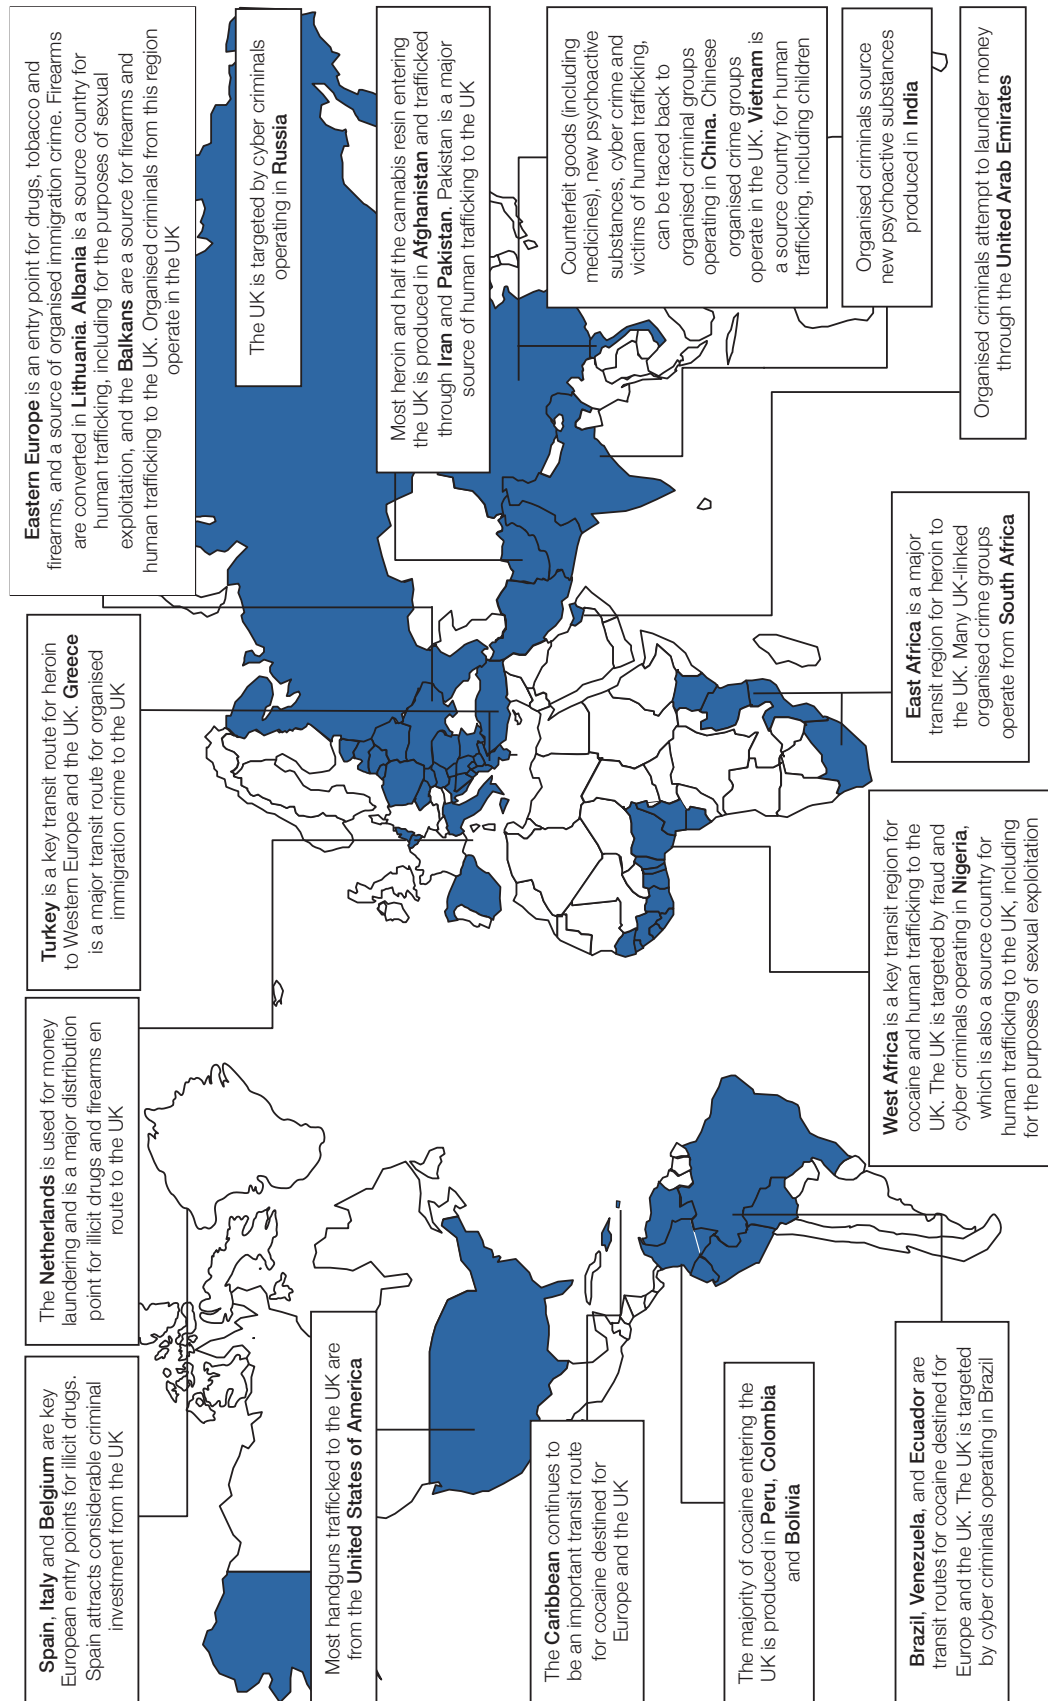 Spain, Italy and Belgium are key
European entry points for illicit drugs.
Spain attracts considerable criminal
investment from the UK
The Netherlands is used for money
laundering and is a major distribution
point for illicit drugs and firearms en
route to the UK
Turkey is a key transit route for heroin
to Western Europe and the UK. Greece
is a major transit route for organised
immigration crime to the UK
Eastern Europe is an entry point for drugs, tobacco and
firearms, and a source of organised immigration crime. Firearms
are converted in Lithuania. Albania is a source country for
human trafficking, including for the purposes of sexual
exploitation, and the Balkans are a source for firearms and
human trafficking to the UK. Organised criminals from this region
operate in the UK
The UK is targeted by cyber criminals
operating in Russia
Most handguns trafficked to the UK are
from the United States of America
Most heroin and half the cannabis resin entering
the UK is produced in Afghanistan and trafficked
through Iran and Pakistan. Pakistan is a major
source of human trafficking to the UK
The Caribbean continues to
be an important transit route
for cocaine destined for
Europe and the UK
Counterfeit goods (including
medicines), new psychoactive
substances, cyber crime and
victims of human trafficking,
can be traced back to
organised criminal groups
operating in China. Chinese
organised crime groups
operate in the UK. Vietnam is
a source country for human
trafficking, including children
The majority of cocaine entering the
UK is produced in Peru, Colombia
and Bolivia
Organised criminals source
new psychoactive substances
produced in India
Brazil, Venezuela, and Ecuador are
transit routes for cocaine destined for
Europe and the UK. The UK is targeted
by cyber criminals operating in Brazil
West Africa is a key transit region for
cocaine and human trafficking to the
UK. The UK is targeted by fraud and
cyber criminals operating in Nigeria,
which is also a source country for
human trafficking to the UK, including
for the purposes of sexual exploitation
East Africa is a major
transit region for heroin to
the UK. Many UK-linked
organised crime groups
operate from South Africa
Organised criminals attempt to launder money
through the United Arab Emirates